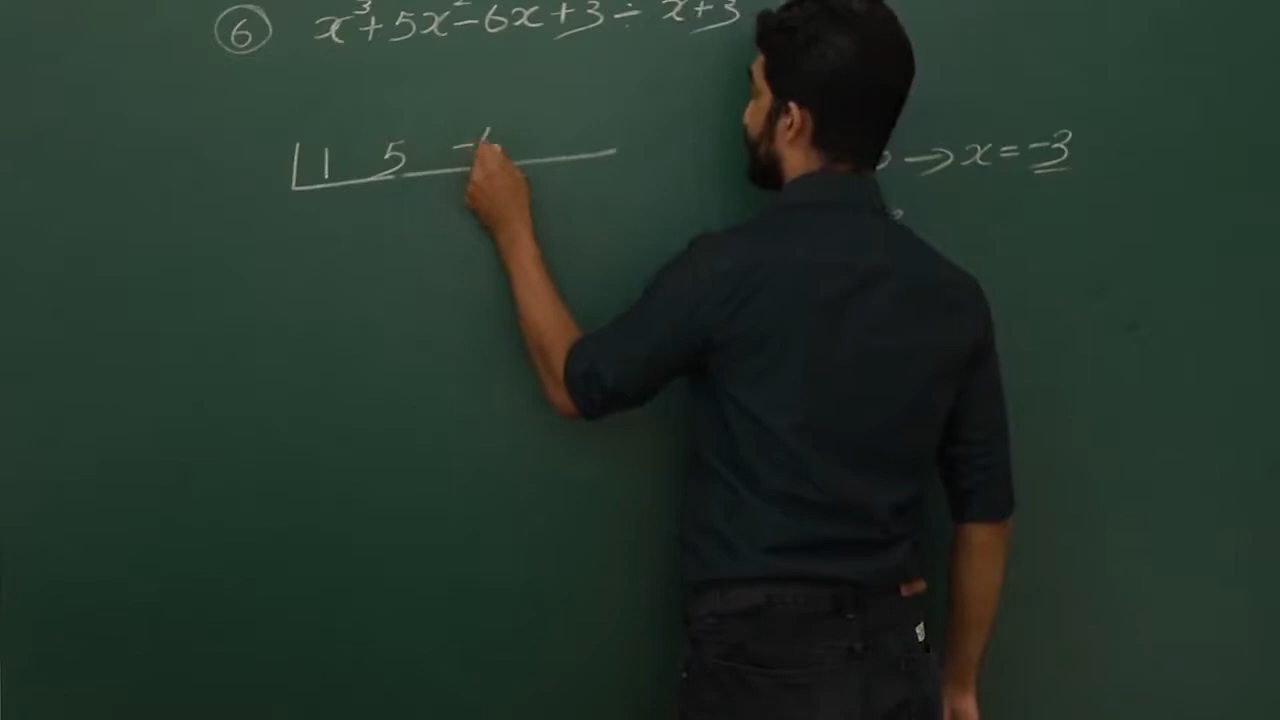 ⑥ x³+5x²-6x+3 ÷ x+3
1 5 -
→ x=-3